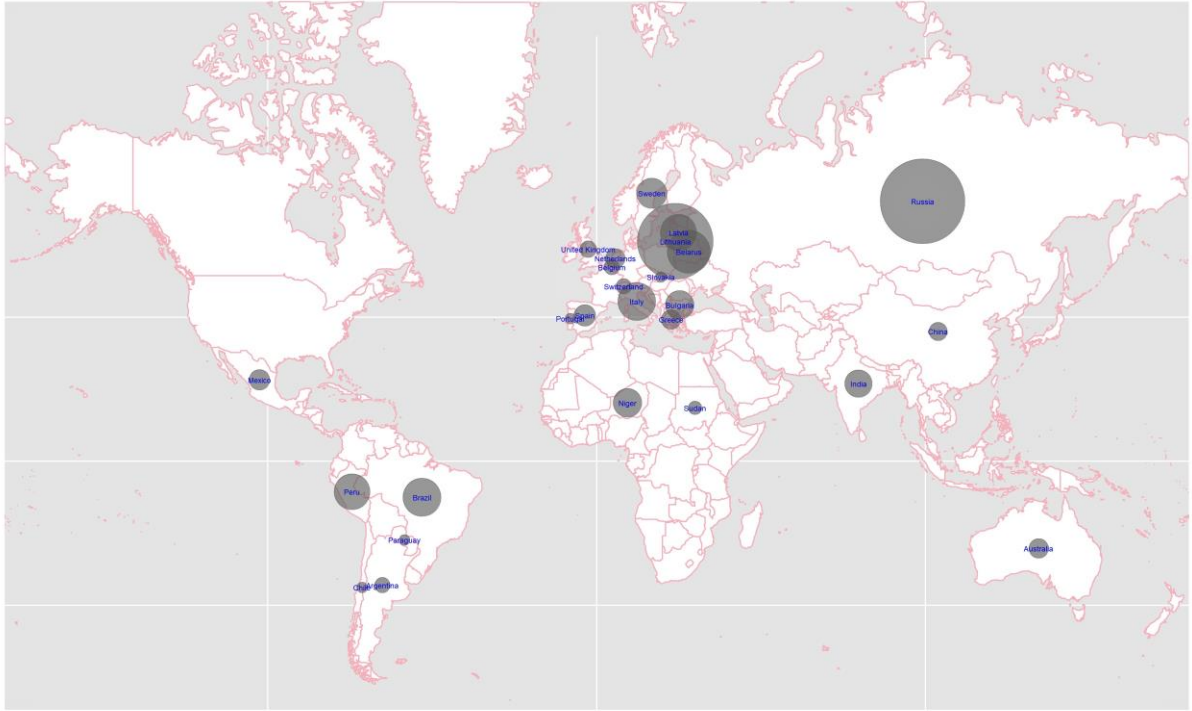 Sweden
Russia
Latvia
Lithuania
Belarus
United Kingdom
Netherlands
Belgium
Switzerland
Italy
Bulgaria
Portugal
Spain
Greece
China
Mexico
India
Niger
Sudan
Peru
Brazil
Paraguay
Australia
Chile
Argentina